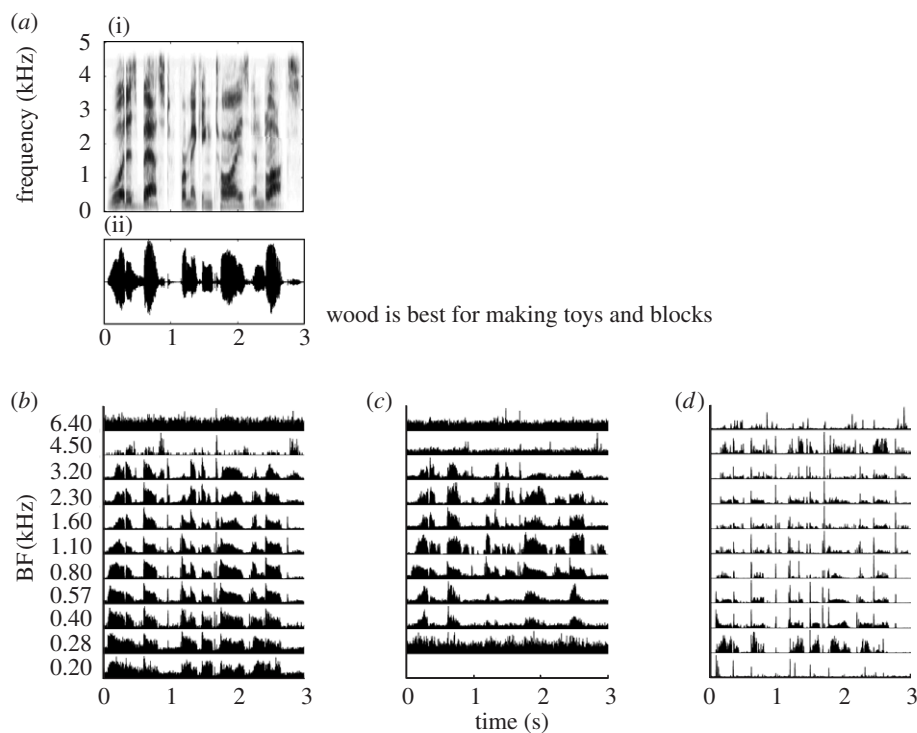 (a)
(i)
5
4
3
2
1
0
frequency (kHz)
(ii)
0 1 2 3
wood is best for making toys and blocks
(b) (c) (d)
6.40
4.50
3.20
2.30
1.60
1.10
0.80
0.57
0.40
0.28
0.20
BF (kHz)
0 1 2 3 0 1 2 3 0 1 2 3
time (s)